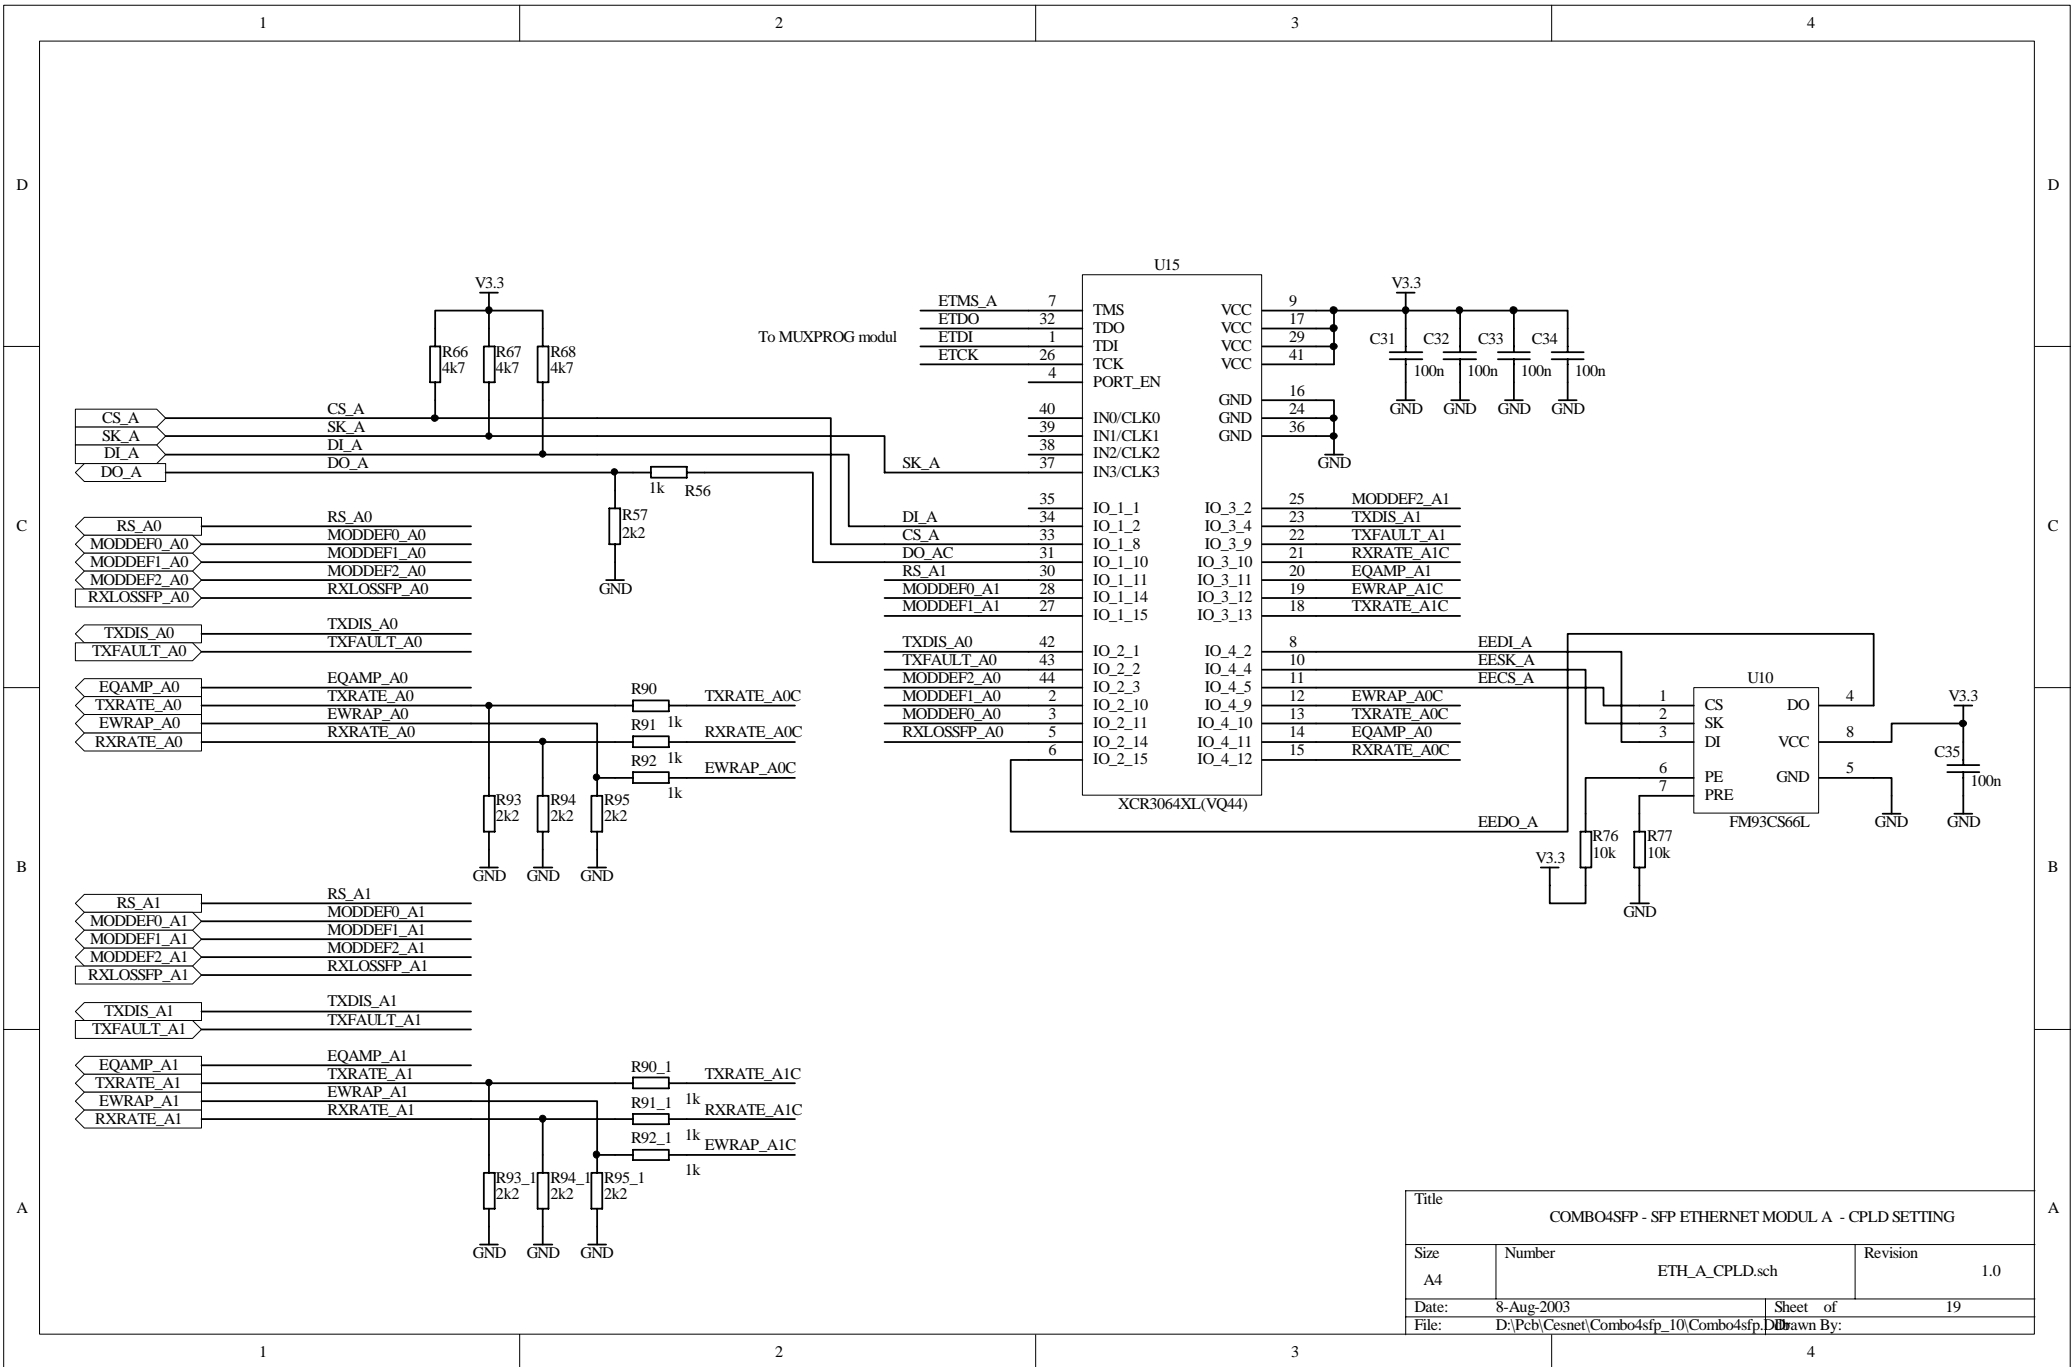 1 2 3 4
D D
C C
B B
A A
V3.3
R66 4k7
R67 4k7
R68 4k7
CS_A CS_A
SK_A SK_A
DI_A DI_A
DO_A DO_A
1k R56
R57 2k2
GND
RS_A0 RS_A0
MODDEF0_A0 MODDEF0_A0
MODDEF1_A0 MODDEF1_A0
MODDEF2_A0 MODDEF2_A0
RXLOSSFP_A0 RXLOSSFP_A0
TXDIS_A0 TXDIS_A0
TXFAULT_A0 TXFAULT_A0
EQAMP_A0 EQAMP_A0
TXRATE_A0 TXRATE_A0
EWRAP_A0 EWRAP_A0
RXRATE_A0 RXRATE_A0
R90 1k TXRATE_A0C
R91 1k RXRATE_A0C
R92 1k EWRAP_A0C
R93 2k2
R94 2k2
R95 2k2
GND GND GND
RS_A1 RS_A1
MODDEF0_A1 MODDEF0_A1
MODDEF1_A1 MODDEF1_A1
MODDEF2_A1 MODDEF2_A1
RXLOSSFP_A1 RXLOSSFP_A1
TXDIS_A1 TXDIS_A1
TXFAULT_A1 TXFAULT_A1
EQAMP_A1 EQAMP_A1
TXRATE_A1 TXRATE_A1
EWRAP_A1 EWRAP_A1
RXRATE_A1 RXRATE_A1
R90_1 1k TXRATE_A1C
R91_1 1k RXRATE_A1C
R92_1 1k EWRAP_A1C
R93_1 2k2
R94_1 2k2
R95_1 2k2
GND GND GND
U15
To MUXPROG modul
ETMS_A 7 TMS
ETDO 32 TDO
ETDI 1 TDI
ETCK 26 TCK
4 PORT_EN
40 IN0/CLK0
39 IN1/CLK1
38 IN2/CLK2
SK_A 37 IN3/CLK3
35 IO_1_1
DI_A 34 IO_1_2
CS_A 33 IO_1_8
DO_AC 31 IO_1_10
RS_A1 30 IO_1_11
MODDEF0_A1 28 IO_1_14
MODDEF1_A1 27 IO_1_15
TXDIS_A0 42 IO_2_1
TXFAULT_A0 43 IO_2_2
MODDEF2_A0 44 IO_2_3
MODDEF1_A0 2 IO_2_10
MODDEF0_A0 3 IO_2_11
RXLOSSFP_A0 5 IO_2_14
6 IO_2_15
VCC 9
VCC 17
VCC 29
VCC 41
GND 16
GND 24
GND 36
GND
IO_3_2 25 MODDEF2_A1
IO_3_4 23 TXDIS_A1
IO_3_9 22 TXFAULT_A1
IO_3_10 21 RXRATE_A1C
IO_3_11 20 EQAMP_A1
IO_3_12 19 EWRAP_A1C
IO_3_13 18 TXRATE_A1C
IO_4_2 8 EEDI_A
IO_4_4 10 EESK_A
IO_4_5 11 EECS_A
IO_4_9 12 EWRAP_A0C
IO_4_10 13 TXRATE_A0C
IO_4_11 14 EQAMP_A0
IO_4_12 15 RXRATE_A0C
XCR3064XL(VQ44)
EEDO_A
V3.3
C31 100n
C32 100n
C33 100n
C34 100n
GND GND GND GND
U10
1 CS DO 4
2 SK
3 DI VCC 8
6 PE GND 5
7 PRE
FM93CS66L
V3.3
C35 100n
GND GND
V3.3
R76 10k
R77 10k
GND
Title
COMBO4SFP - SFP ETHERNET MODUL A - CPLD SETTING
Size Number Revision
A4 ETH_A_CPLD.sch 1.0
Date: 8-Aug-2003 Sheet of 19
File: D:\Pcb\Cesnet\Combo4sfp_10\Combo4sfp.Ddb Drawn By:
1 2 3 4